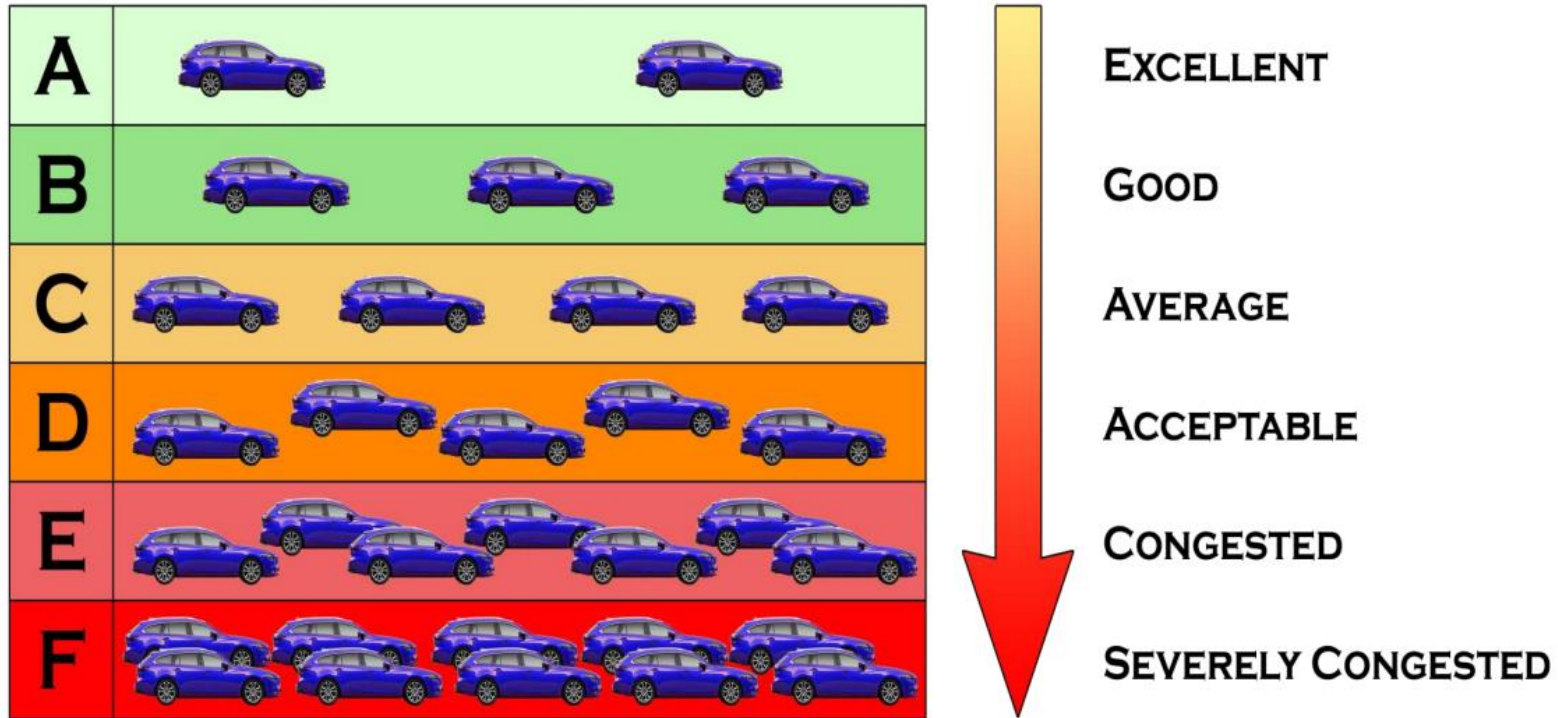 A EXCELLENT
B GOOD
C AVERAGE
D ACCEPTABLE
E CONGESTED
F SEVERELY CONGESTED